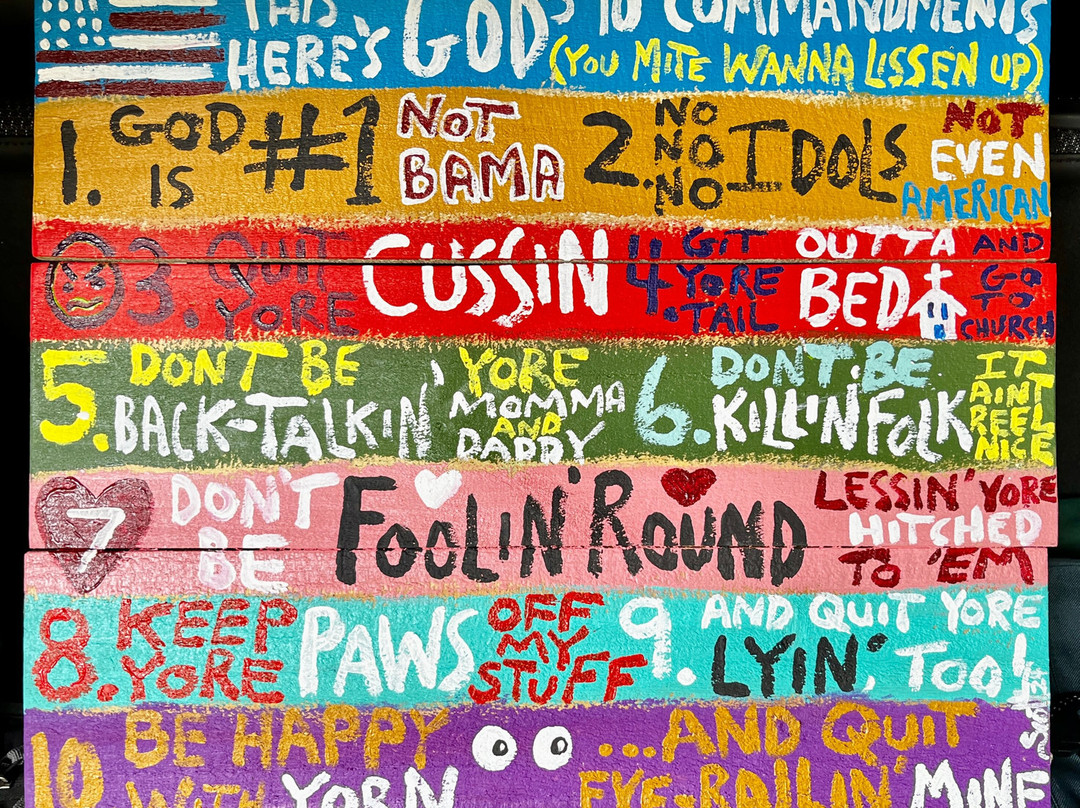 THIS HERE'S GOD'S 10 COMMANDMENTS
(YOU MITE WANNA LISSEN UP)
1. GOD IS #1 NOT BAMA
2. NO NO NO IDOLS NOT EVEN AMERICAN
3. QUIT YORE CUSSIN
4. GIT YORE TAIL OUTTA BED AND GO TO CHURCH
5. DON'T BE BACK-TALKIN' YORE MOMMA AND DADDY
6. DON'T BE KILLIN' FOLK IT AINT REEL NICE
7 DON'T BE FOOLIN' ROUND LESSIN' YORE HITCHED TO 'EM
8. KEEP YORE PAWS OFF MY STUFF
9. AND QUIT YORE LYIN', TOO!
10 BE HAPPY WITH YORN ...AND QUIT EYE-BALLIN' MINE